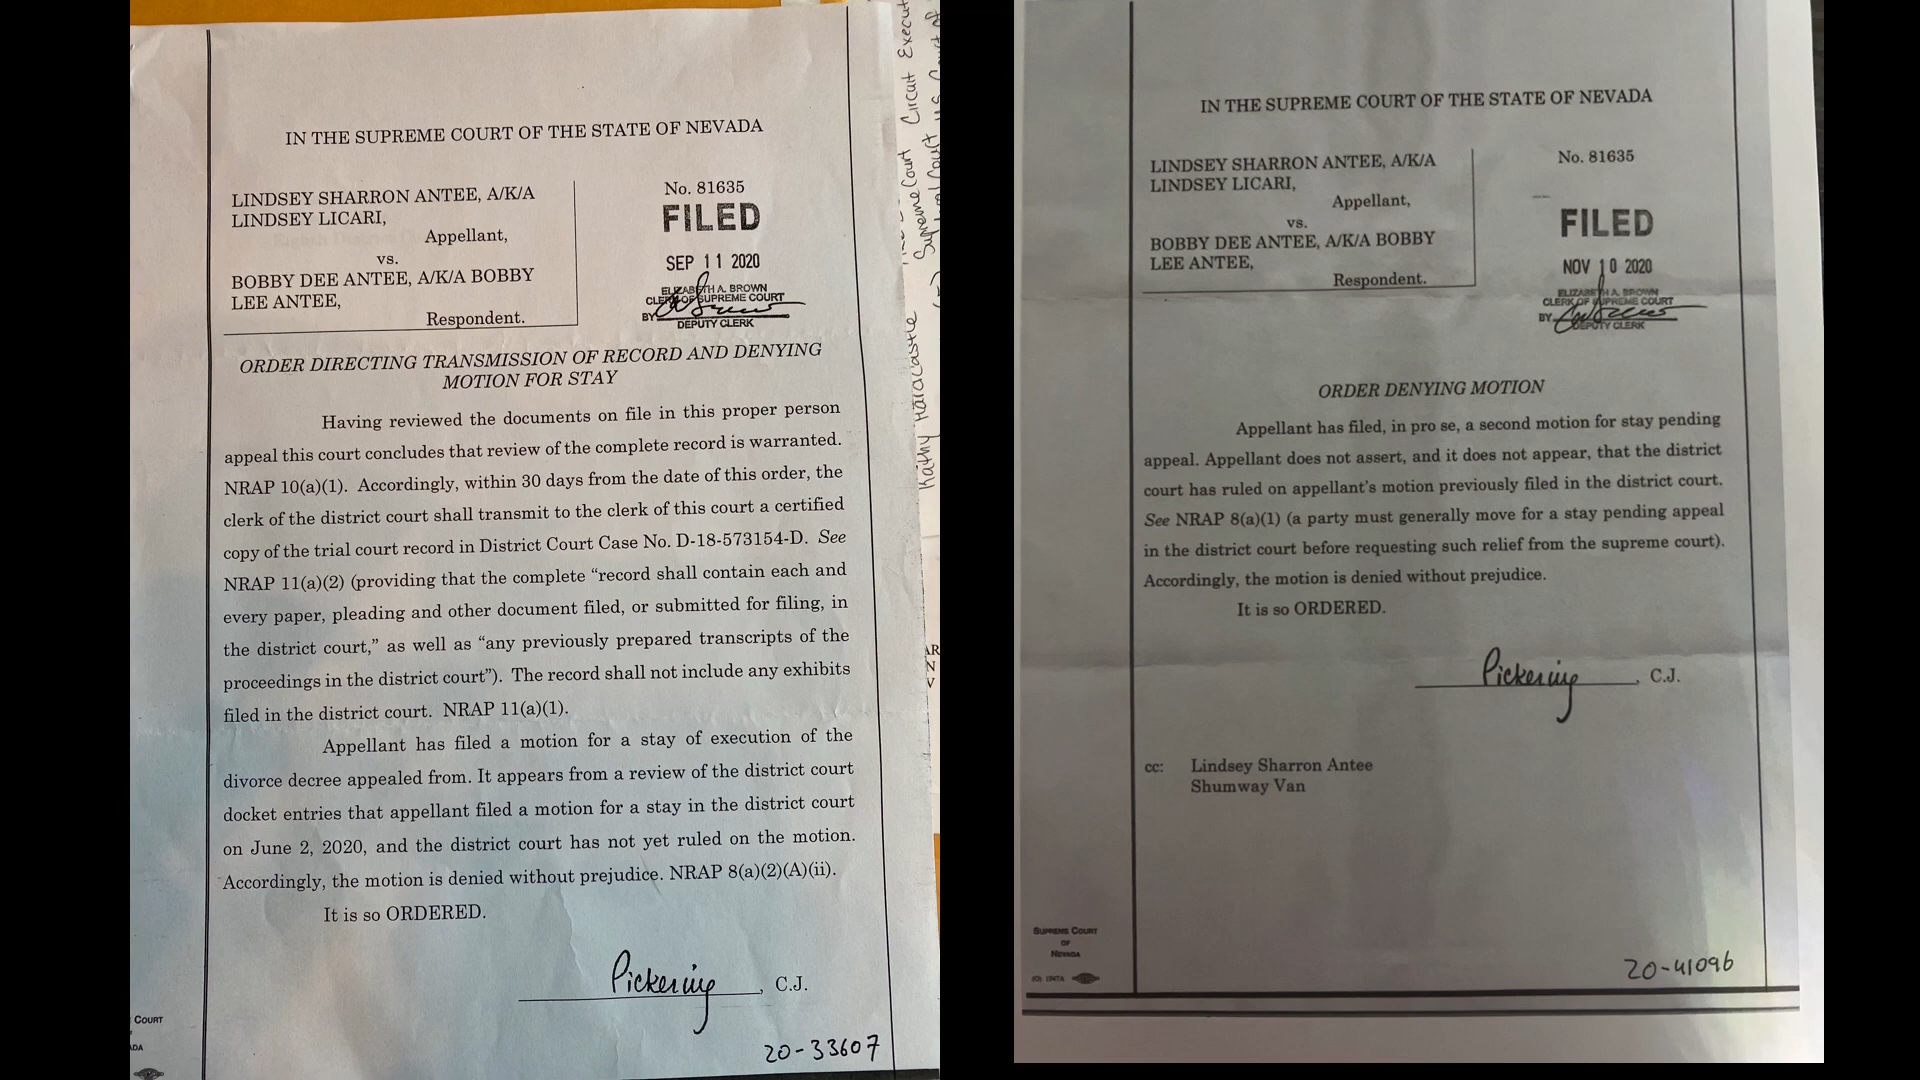 IN THE SUPREME COURT OF THE STATE OF NEVADA
LINDSEY SHARRON ANTEE, A/K/A
LINDSEY LICARI,
Appellant,
vs.
BOBBY DEE ANTEE, A/K/A BOBBY
LEE ANTEE,
Respondent.
No. 81635
FILED
SEP 11 2020
ELIZABETH A. BROWN
CLERK OF SUPREME COURT
BY
DEPUTY CLERK
ORDER DIRECTING TRANSMISSION OF RECORD AND DENYING
MOTION FOR STAY
Having reviewed the documents on file in this proper person
appeal this court concludes that review of the complete record is warranted.
NRAP 10(a)(1). Accordingly, within 30 days from the date of this order, the
clerk of the district court shall transmit to the clerk of this court a certified
copy of the trial court record in District Court Case No. D-18-573154-D. See
NRAP 11(a)(2) (providing that the complete “record shall contain each and
every paper, pleading and other document filed, or submitted for filing, in
the district court,” as well as “any previously prepared transcripts of the
proceedings in the district court”). The record shall not include any exhibits
filed in the district court. NRAP 11(a)(1).
Appellant has filed a motion for a stay of execution of the
divorce decree appealed from. It appears from a review of the district court
docket entries that appellant filed a motion for a stay in the district court
on June 2, 2020, and the district court has not yet ruled on the motion.
Accordingly, the motion is denied without prejudice. NRAP 8(a)(2)(A)(ii).
It is so ORDERED.
Pickering, C.J.
COURT
20-33607
Kathy Haracastle Supreme Court Circuit
IN THE SUPREME COURT OF THE STATE OF NEVADA
LINDSEY SHARRON ANTEE, A/K/A
LINDSEY LICARI,
Appellant,
vs.
BOBBY DEE ANTEE, A/K/A BOBBY
LEE ANTEE,
Respondent.
No. 81635
FILED
NOV 10 2020
ELIZABETH A. BROWN
CLERK OF SUPREME COURT
BY
DEPUTY CLERK
ORDER DENYING MOTION
Appellant has filed, in pro se, a second motion for stay pending
appeal. Appellant does not assert, and it does not appear, that the district
court has ruled on appellant’s motion previously filed in the district court.
See NRAP 8(a)(1) (a party must generally move for a stay pending appeal
in the district court before requesting such relief from the supreme court).
Accordingly, the motion is denied without prejudice.
It is so ORDERED.
Pickering, C.J.
cc: Lindsey Sharron Antee
Shumway Van
SUPREME COURT
OF
NEVADA
(O) 1947A
20-41096